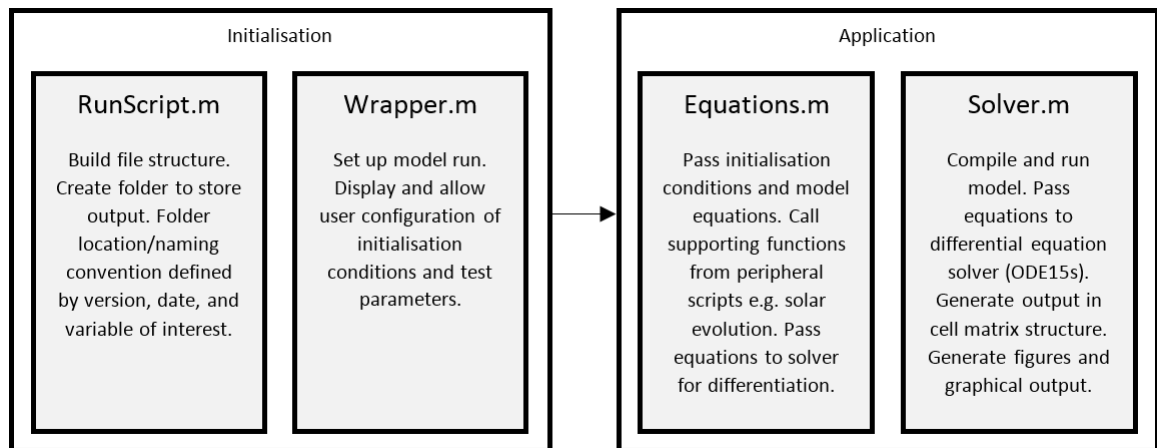 Initialisation
RunScript.m
Build file structure.
Create folder to store
output. Folder
location/naming
convention defined
by version, date, and
variable of interest.
Wrapper.m
Set up model run.
Display and allow
user configuration of
initialisation
conditions and test
parameters.
Application
Equations.m
Pass initialisation
conditions and model
equations. Call
supporting functions
from peripheral
scripts e.g. solar
evolution. Pass
equations to solver
for differentiation.
Solver.m
Compile and run
model. Pass
equations to
differential equation
solver (ODE15s).
Generate output in
cell matrix structure.
Generate figures and
graphical output.